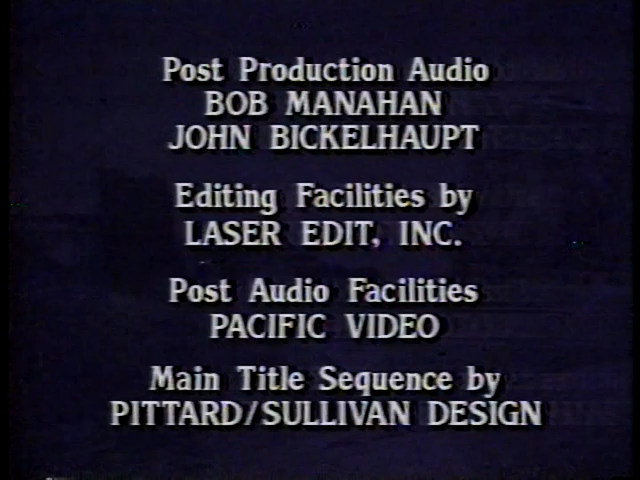 Post Production Audio
BOB MANAHAN
JOHN BICKELHAUPT
Editing Facilities by
LASER EDIT, INC.
Post Audio Facilities
PACIFIC VIDEO
Main Title Sequence by
PITTARD/SULLIVAN DESIGN